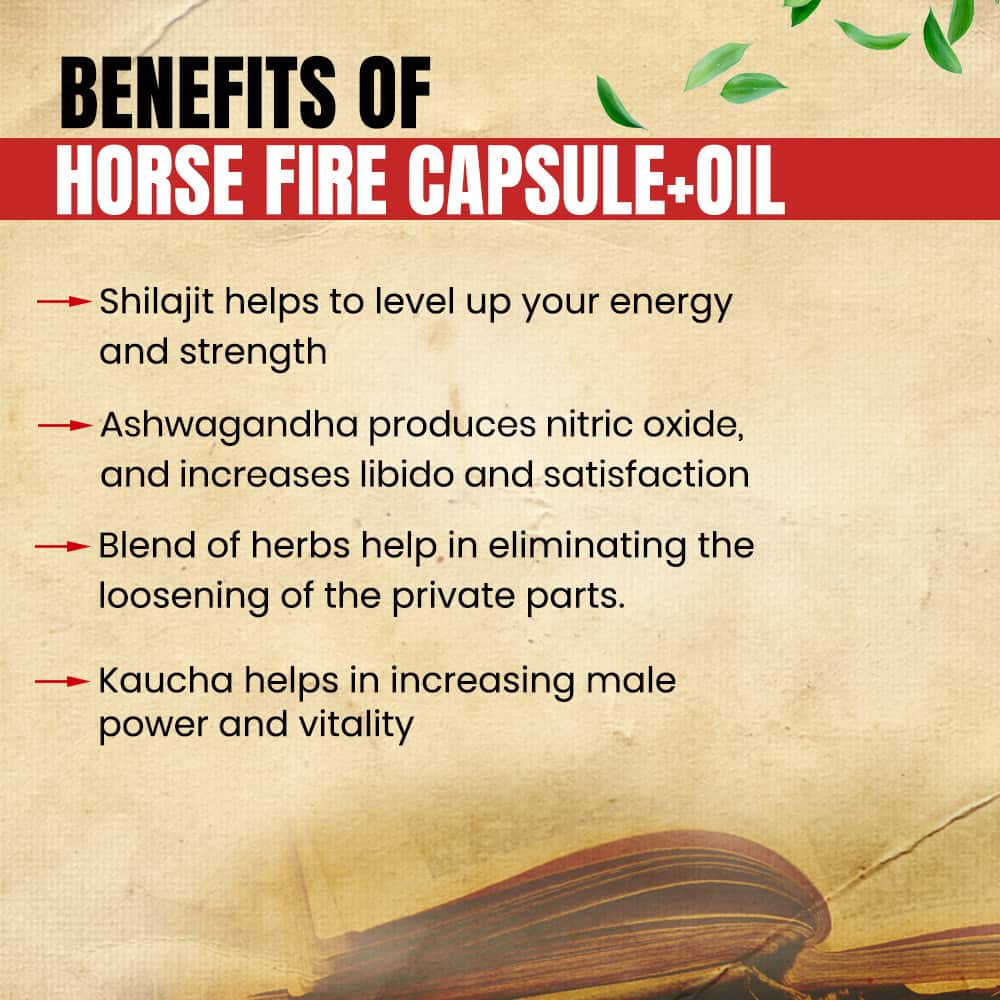 BENEFITS OF
HORSE FIRE CAPSULE+OIL
Shilajit helps to level up your energy
and strength
Ashwagandha produces nitric oxide,
and increases libido and satisfaction
Blend of herbs help in eliminating the
loosening of the private parts.
Kaucha helps in increasing male
power and vitality